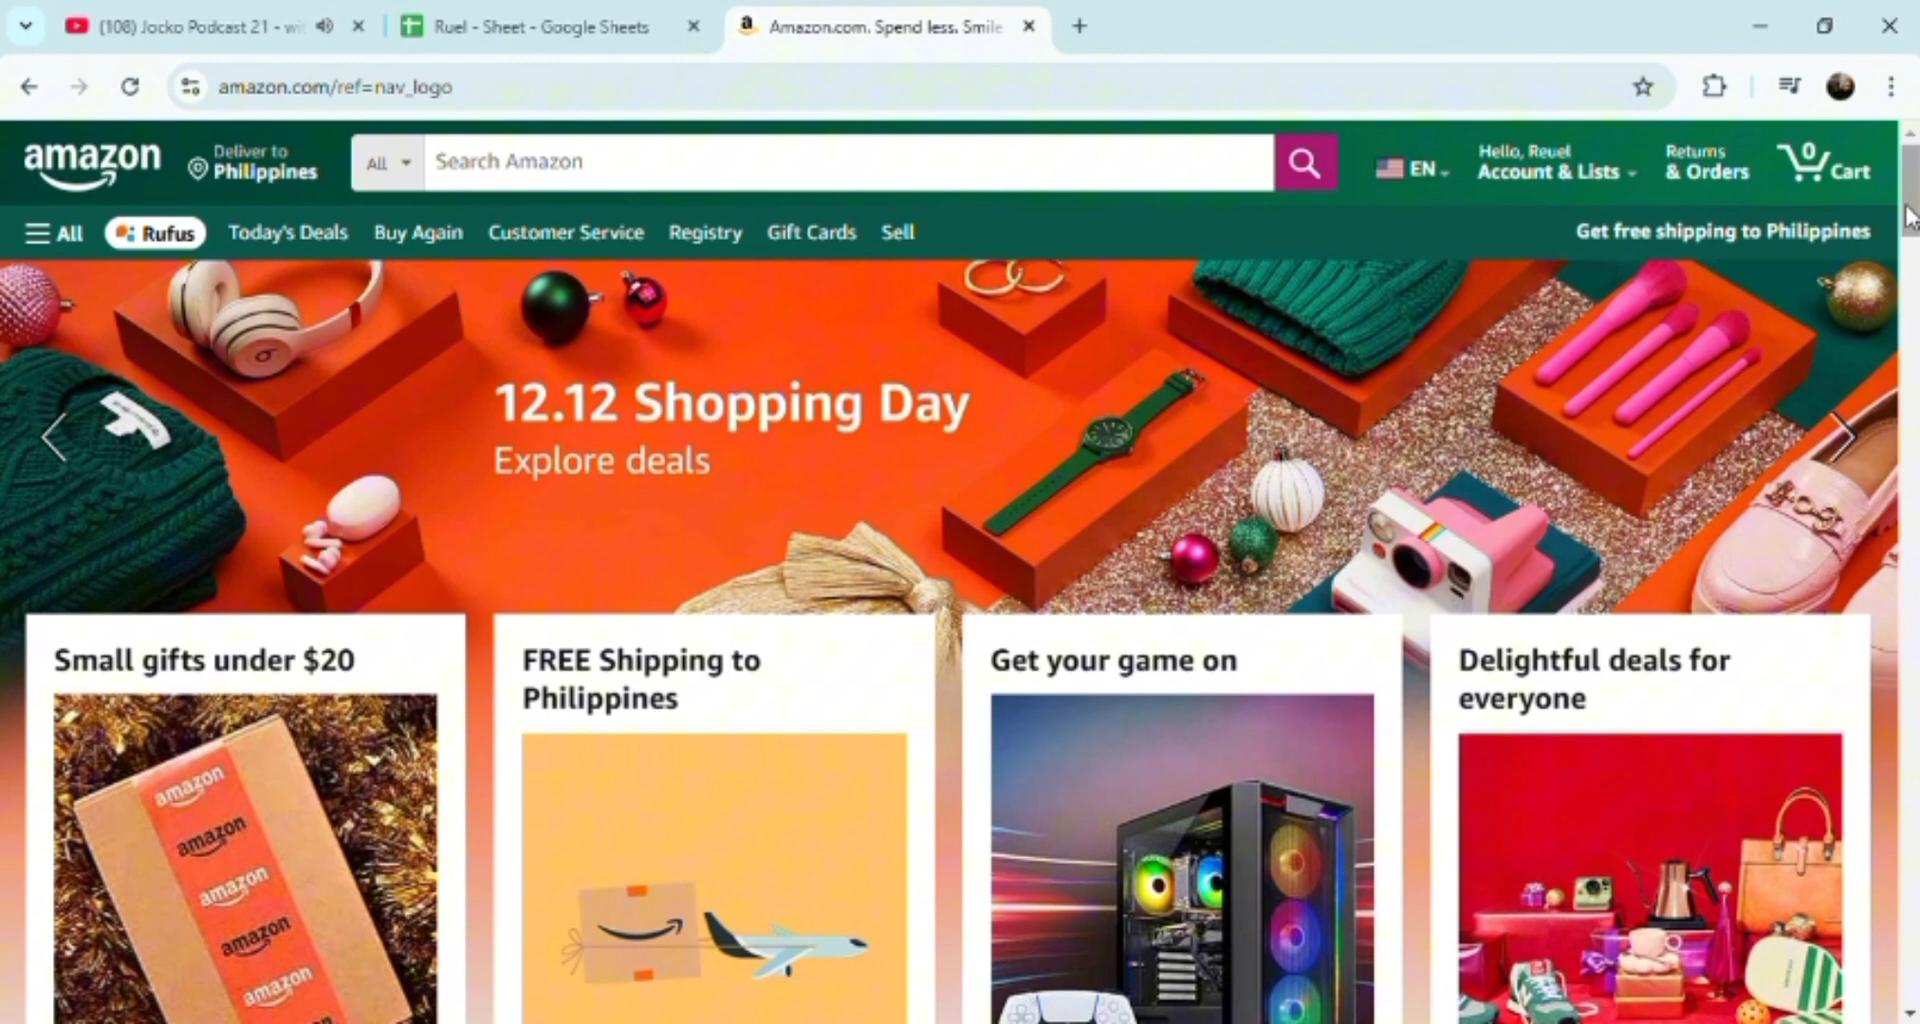 (108) Jocko Podcast 21 - wi
Ruel - Sheet - Google Sheets
Amazon.com. Spend less. Smile
amazon.com/ref=nav_logo
amazon
Deliver to
Philippines
All
Search Amazon
EN
Hello, Reuel
Account & Lists
Returns
& Orders
0
Cart
All
Rufus
Today's Deals
Buy Again
Customer Service
Registry
Gift Cards
Sell
Get free shipping to Philippines
12.12 Shopping Day
Explore deals
Small gifts under $20
FREE Shipping to
Philippines
Get your game on
Delightful deals for
everyone
amazon
amazon
amazon
amazon
amazon